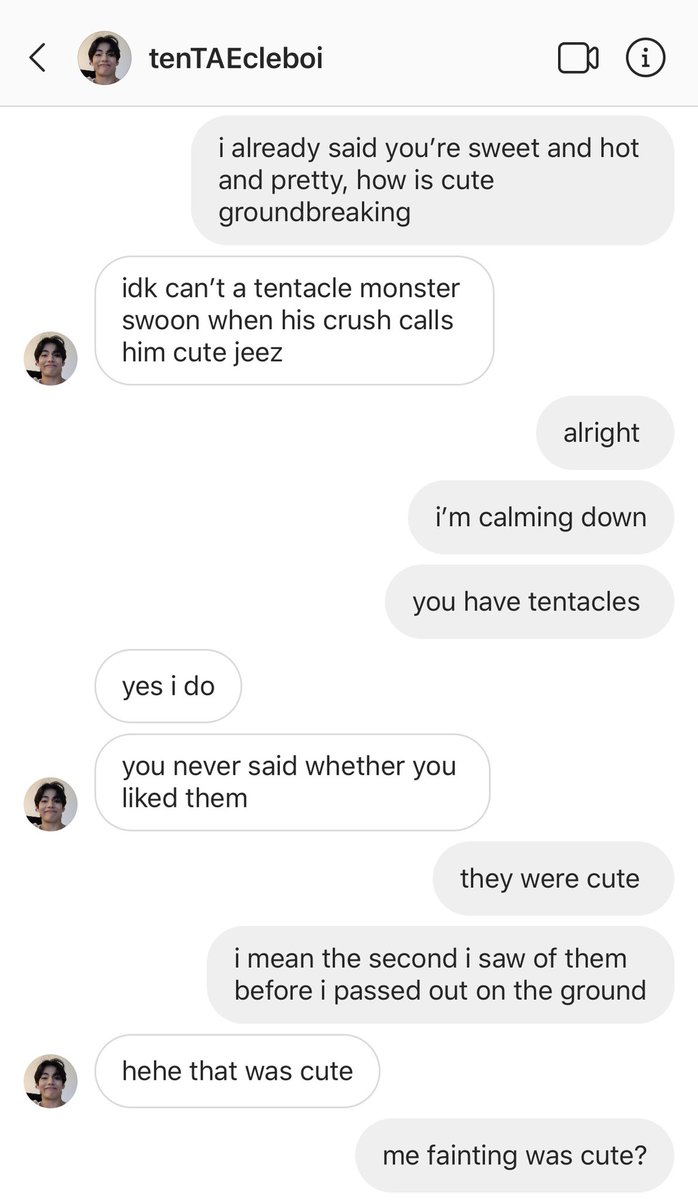 tenTAEcleboi
i already said you’re sweet and hot
and pretty, how is cute
groundbreaking
idk can’t a tentacle monster
swoon when his crush calls
him cute jeez
alright
i’m calming down
you have tentacles
yes i do
you never said whether you
liked them
they were cute
i mean the second i saw of them
before i passed out on the ground
hehe that was cute
me fainting was cute?